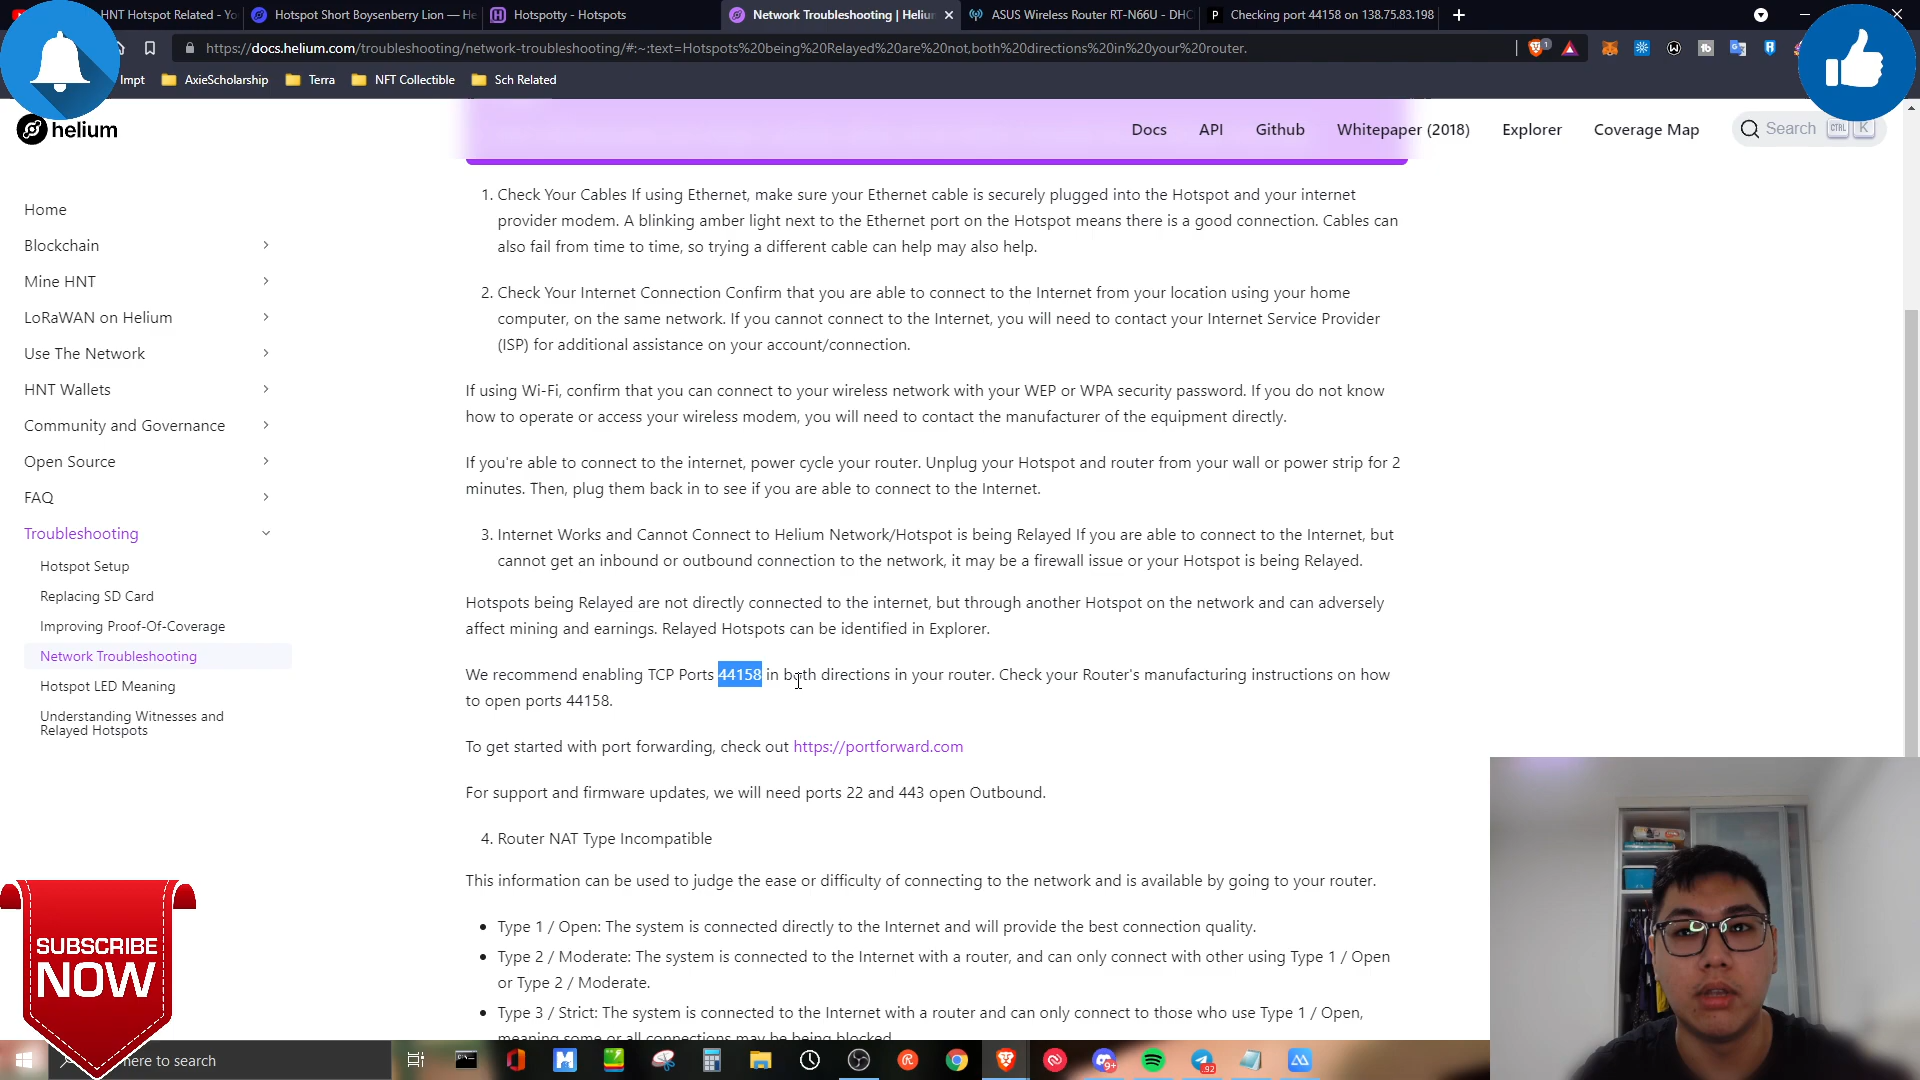 HNT Hotspot Related - Yo
Hotspot Short Boysenberry Lion — He
Hotspotty - Hotspots
Network Troubleshooting | Heliu
ASUS Wireless Router RT-N66U - DHC
Checking port 44158 on 138.75.83.198
https://docs.helium.com/troubleshooting/network-troubleshooting/#:~:text=Hotspots%20being%20Relayed%20are%20not,both%20directions%20in%20your%20router.
Impt
AxieScholarship
Terra
NFT Collectible
Sch Related
helium
Docs
API
Github
Whitepaper (2018)
Explorer
Coverage Map
Search
CTRL
K
Home
Blockchain
Mine HNT
LoRaWAN on Helium
Use The Network
HNT Wallets
Community and Governance
Open Source
FAQ
Troubleshooting
Hotspot Setup
Replacing SD Card
Improving Proof-Of-Coverage
Network Troubleshooting
Hotspot LED Meaning
Understanding Witnesses and
Relayed Hotspots
1. Check Your Cables If using Ethernet, make sure your Ethernet cable is securely plugged into the Hotspot and your internet
provider modem. A blinking amber light next to the Ethernet port on the Hotspot means there is a good connection. Cables can
also fail from time to time, so trying a different cable can help may also help.
2. Check Your Internet Connection Confirm that you are able to connect to the Internet from your location using your home
computer, on the same network. If you cannot connect to the Internet, you will need to contact your Internet Service Provider
(ISP) for additional assistance on your account/connection.
If using Wi-Fi, confirm that you can connect to your wireless network with your WEP or WPA security password. If you do not know
how to operate or access your wireless modem, you will need to contact the manufacturer of the equipment directly.
If you're able to connect to the internet, power cycle your router. Unplug your Hotspot and router from your wall or power strip for 2
minutes. Then, plug them back in to see if you are able to connect to the Internet.
3. Internet Works and Cannot Connect to Helium Network/Hotspot is being Relayed If you are able to connect to the Internet, but
cannot get an inbound or outbound connection to the network, it may be a firewall issue or your Hotspot is being Relayed.
Hotspots being Relayed are not directly connected to the internet, but through another Hotspot on the network and can adversely
affect mining and earnings. Relayed Hotspots can be identified in Explorer.
We recommend enabling TCP Ports 44158 in both directions in your router. Check your Router's manufacturing instructions on how
to open ports 44158.
To get started with port forwarding, check out https://portforward.com
For support and firmware updates, we will need ports 22 and 443 open Outbound.
4. Router NAT Type Incompatible
This information can be used to judge the ease or difficulty of connecting to the network and is available by going to your router.
• Type 1 / Open: The system is connected directly to the Internet and will provide the best connection quality.
• Type 2 / Moderate: The system is connected to the Internet with a router, and can only connect with other using Type 1 / Open
or Type 2 / Moderate.
• Type 3 / Strict: The system is connected to the Internet with a router and can only connect to those who use Type 1 / Open,
meaning some or all connections may be being blocked.
SUBSCRIBE
NOW
here to search